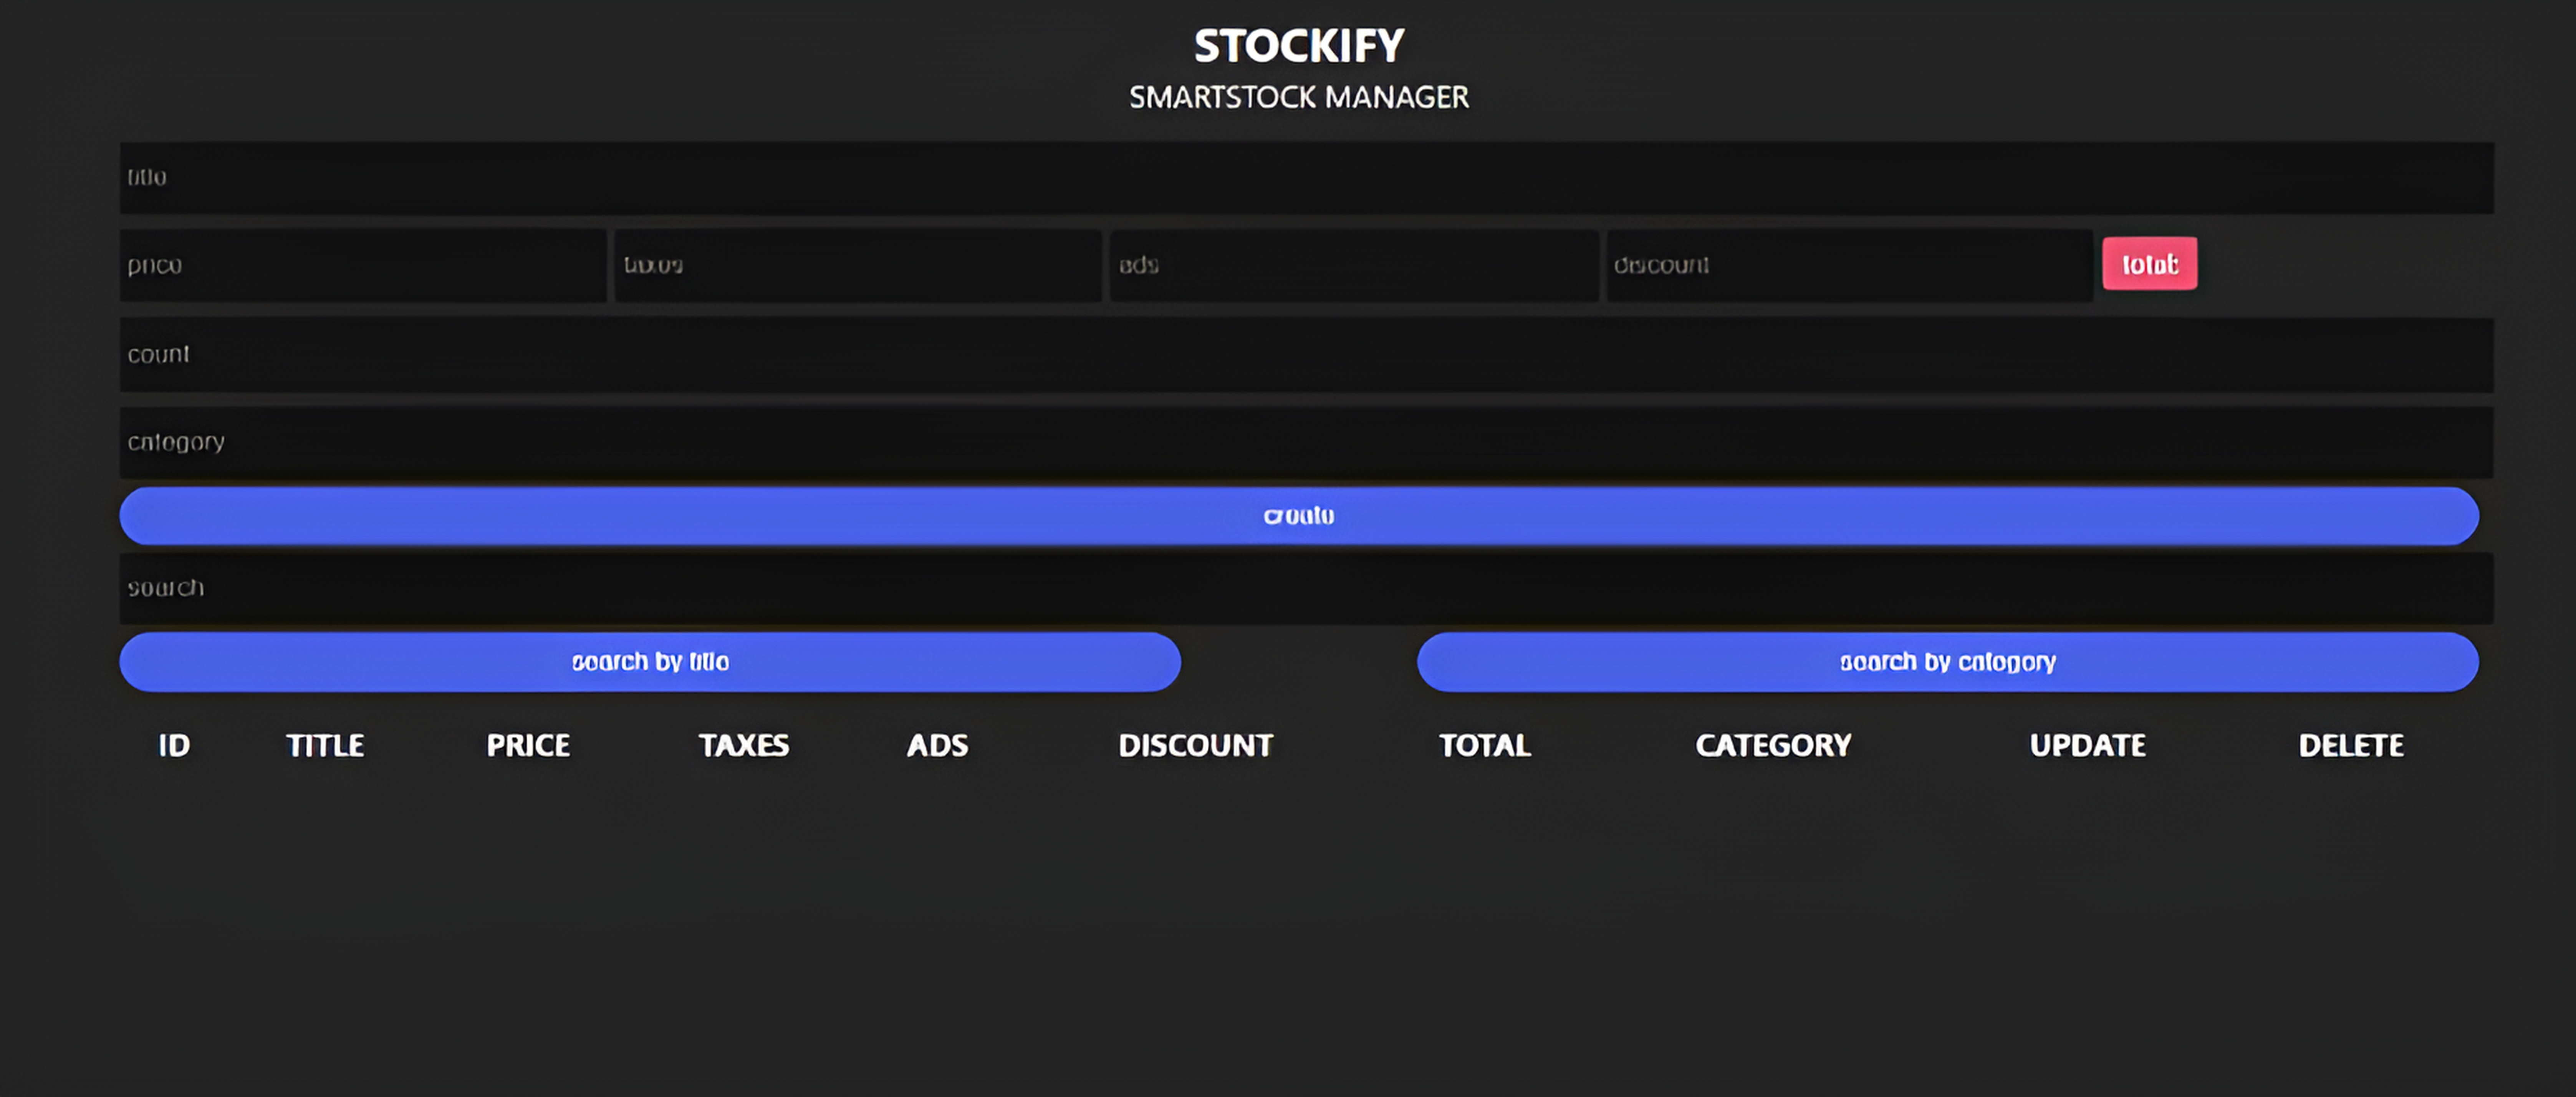 STOCKIFY
SMARTSTOCK MANAGER
title
price taxes ads discount total:
count
category
create
search
search by title search by category
ID TITLE PRICE TAXES ADS DISCOUNT TOTAL CATEGORY UPDATE DELETE